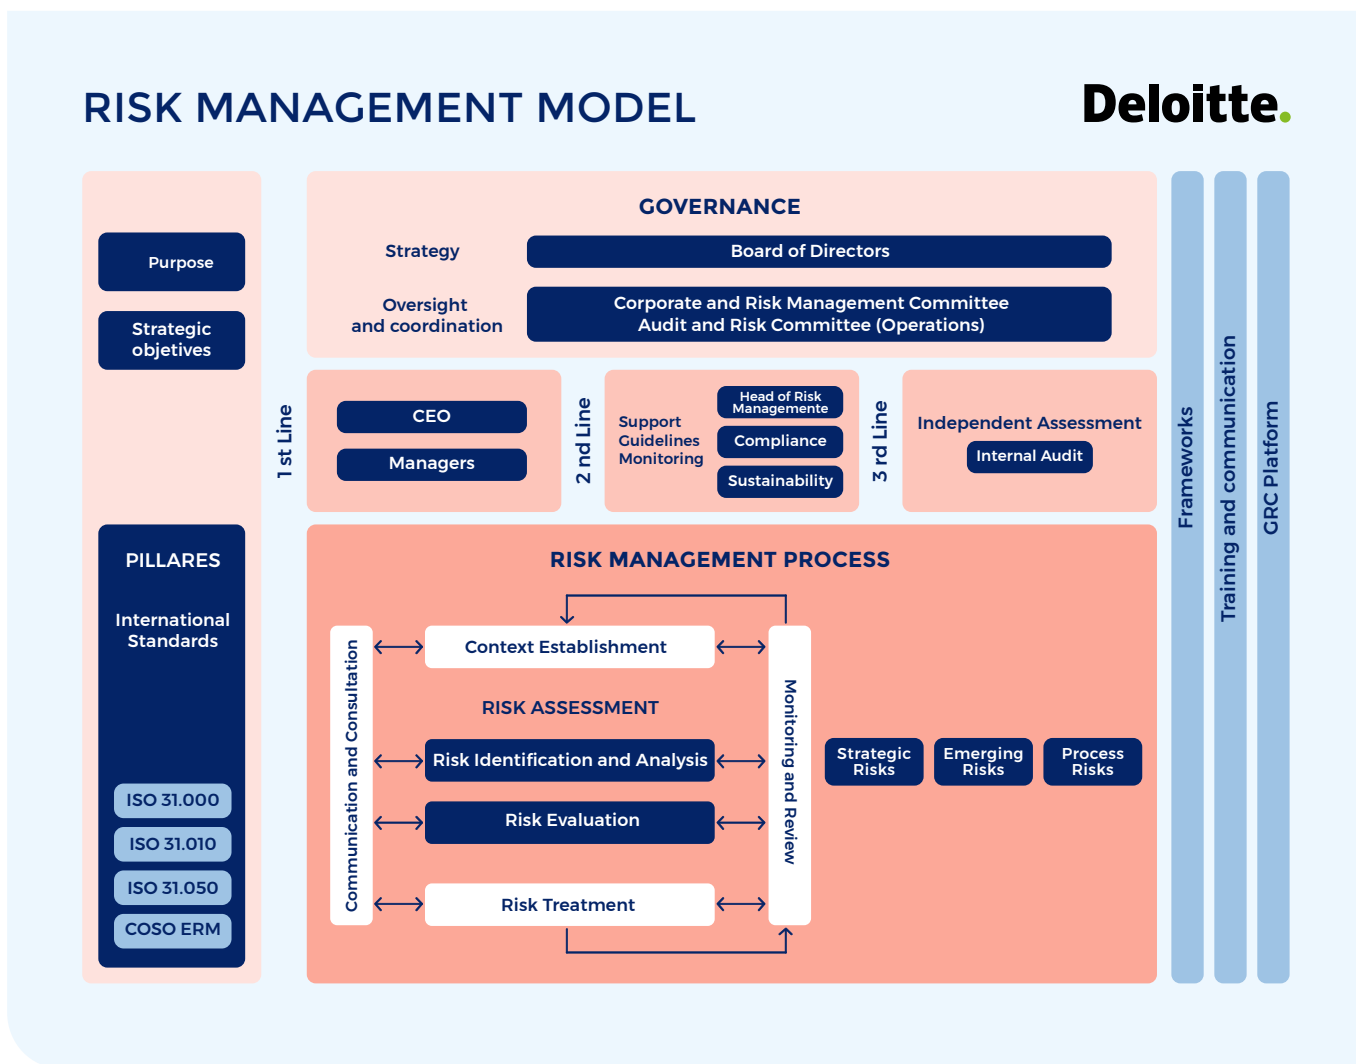 RISK MANAGEMENT MODEL
Deloitte.
Purpose
Strategic
objetives
PILLARES
International
Standards
ISO 31.000
ISO 31.010
ISO 31.050
COSO ERM
GOVERNANCE
Strategy
Board of Directors
Oversight
and coordination
Corporate and Risk Management Committee
Audit and Risk Committee (Operations)
1 st Line
CEO
Managers
2 nd Line
Support
Guidelines
Monitoring
Head of Risk
Managemente
Compliance
Sustainability
3 rd Line
Independent Assessment
Internal Audit
RISK MANAGEMENT PROCESS
Communication and Consultation
Context Establishment
RISK ASSESSMENT
Risk Identification and Analysis
Risk Evaluation
Risk Treatment
Monitoring and Review
Strategic
Risks
Emerging
Risks
Process
Risks
Frameworks
Training and communication
GRC Platform